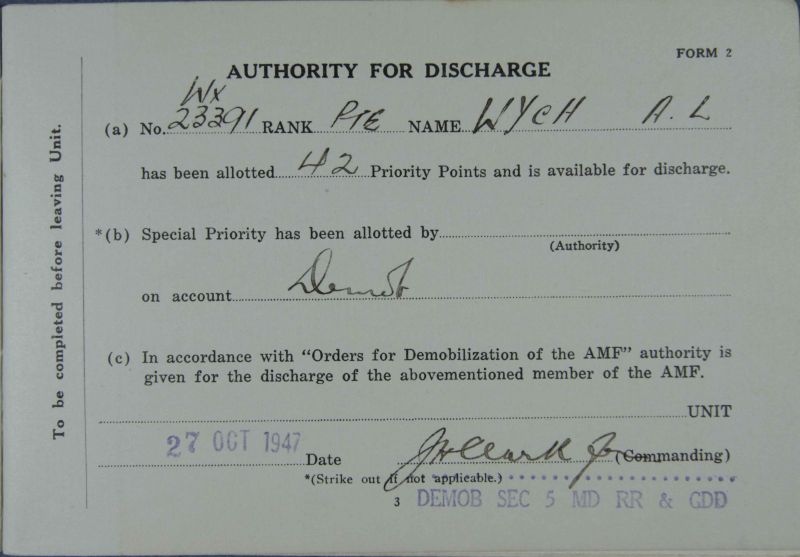 FORM 2
AUTHORITY FOR DISCHARGE
WX
(a) No. 23391 RANK PTE NAME WYCH A. L
has been allotted 42 Priority Points and is available for discharge.
*(b) Special Priority has been allotted by
(Authority)
on account Demob
(c) In accordance with "Orders for Demobilization of the AMF" authority is
given for the discharge of the abovementioned member of the AMF.
UNIT
27 OCT 1947 Date (Commanding)
*(Strike out if not applicable.)
3 DEMOB SEC 5 MD RR & GDD
To be completed before leaving Unit.